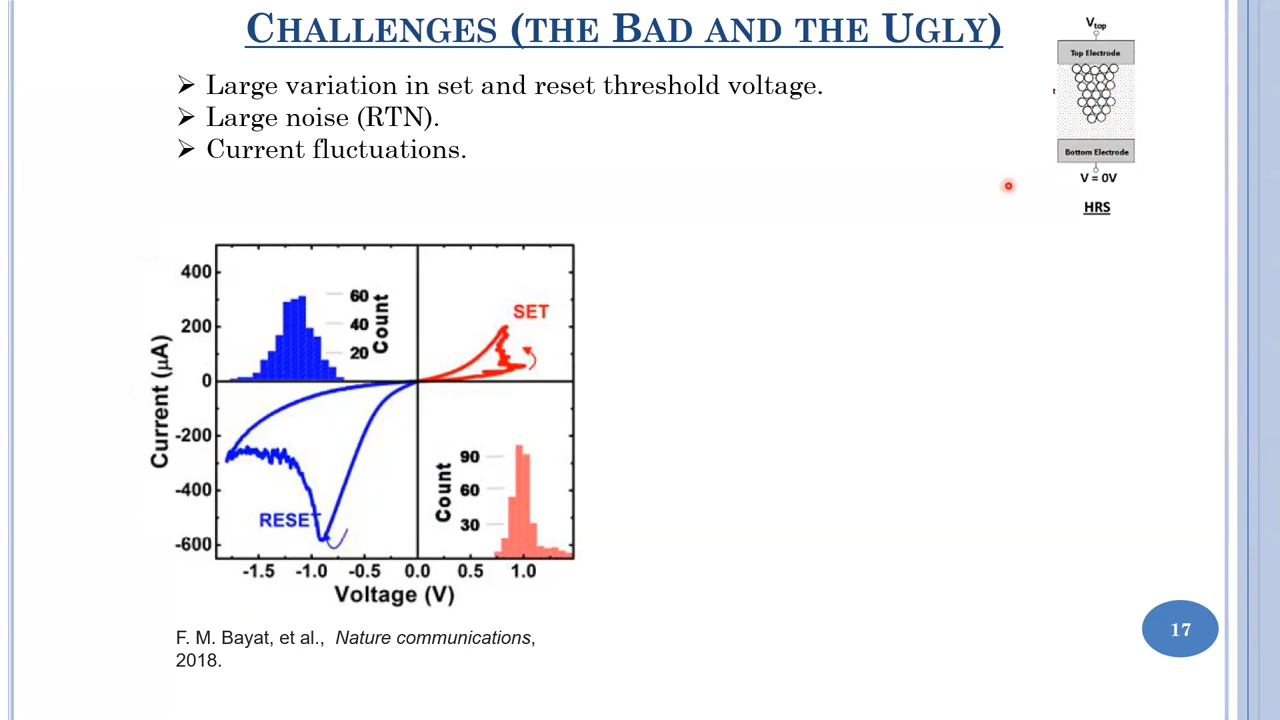 CHALLENGES (THE BAD AND THE UGLY)
➢ Large variation in set and reset threshold voltage.
➢ Large noise (RTN).
➢ Current fluctuations.
Vtop
Top Electrode
Bottom Electrode
V = 0V
HRS
400
200
0
-200
-400
-600
Current (µA)
60
40
20
Count
SET
RESET
90
60
30
Count
-1.5 -1.0 -0.5 0.0 0.5 1.0
Voltage (V)
F. M. Bayat, et al., Nature communications,
2018.
17